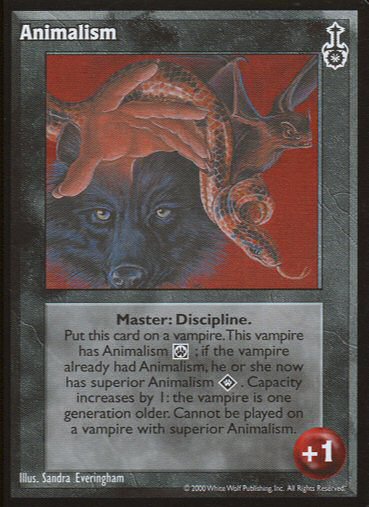 Animalism
Master: Discipline.
Put this card on a vampire. This vampire
has Animalism ; if the vampire
already had Animalism, he or she now
has superior Animalism . Capacity
increases by 1: the vampire is one
generation older. Cannot be played on
a vampire with superior Animalism.
+1
Illus. Sandra Everingham
© 2000 White Wolf Publishing, Inc. All Rights Reserved.